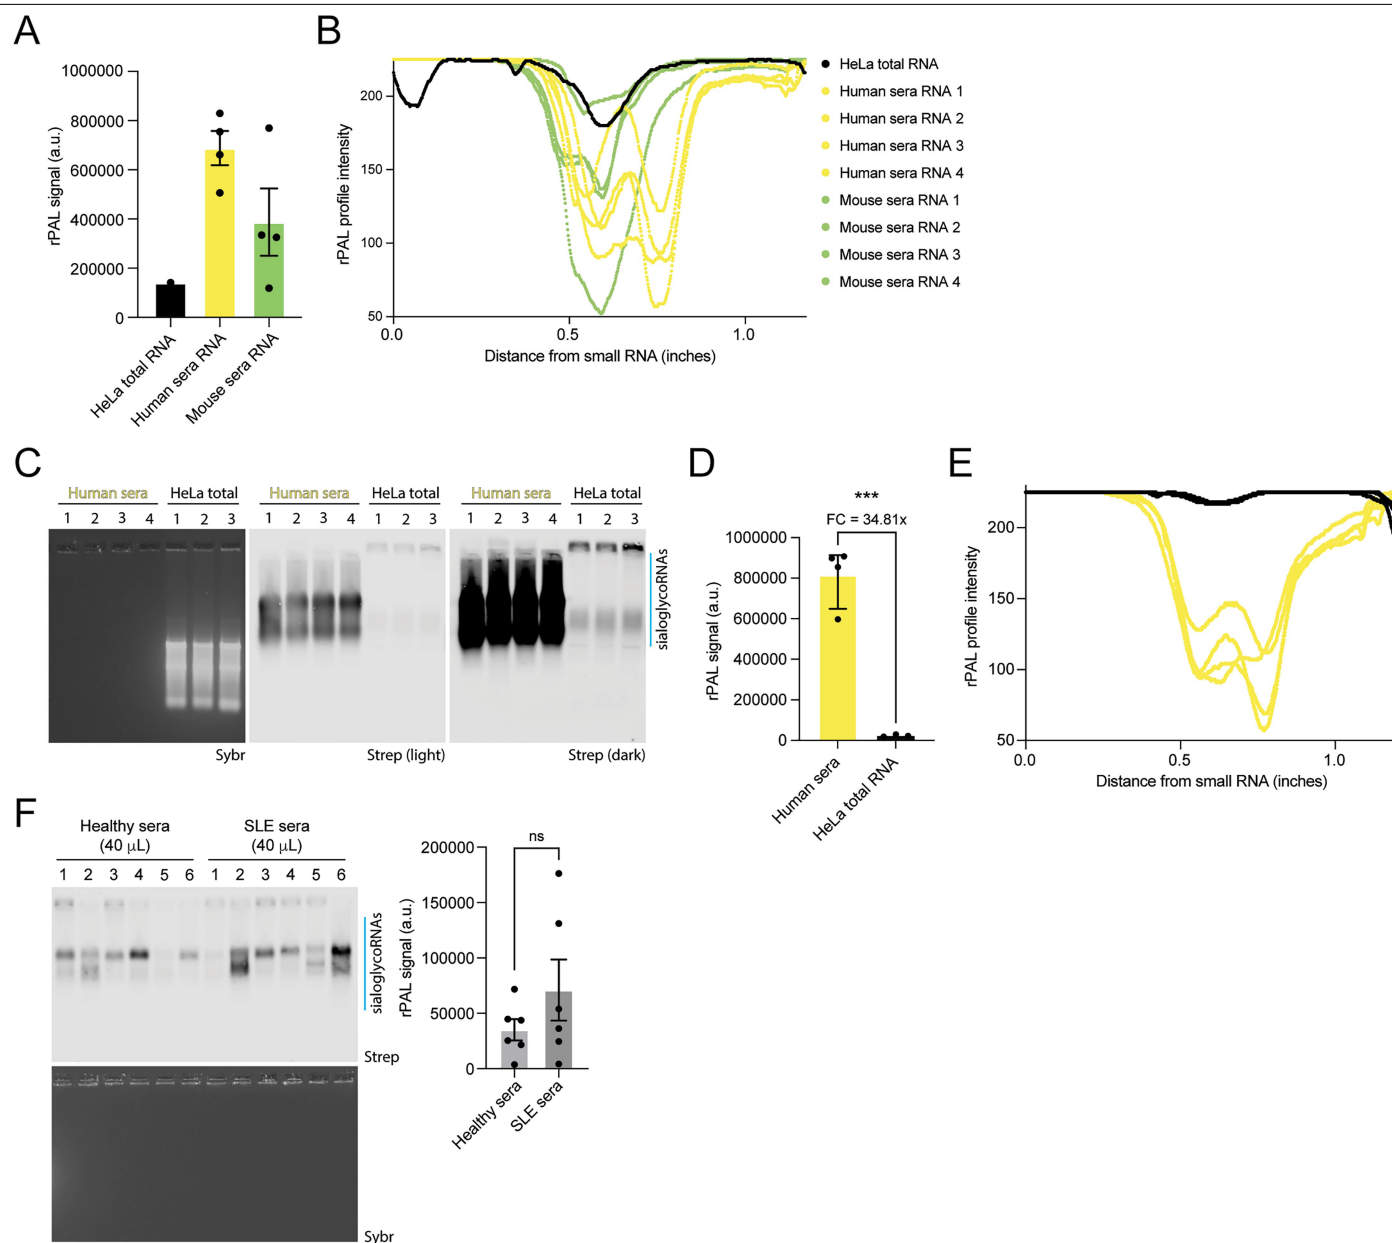 A
1000000
800000
600000
400000
200000
0
rPAL signal (a.u.)
HeLa total RNA
Human sera RNA
Mouse sera RNA
B
200
150
100
50
rPAL profile intensity
0.0 0.5 1.0
Distance from small RNA (inches)
HeLa total RNA
Human sera RNA 1
Human sera RNA 2
Human sera RNA 3
Human sera RNA 4
Mouse sera RNA 1
Mouse sera RNA 2
Mouse sera RNA 3
Mouse sera RNA 4
C
Human sera HeLa total
1 2 3 4 1 2 3
Sybr
Human sera HeLa total
1 2 3 4 1 2 3
Strep (light)
Human sera HeLa total
1 2 3 4 1 2 3
Strep (dark)
sialoglycoRNAs
D
***
FC = 34.81x
1000000
800000
600000
400000
200000
0
rPAL signal (a.u.)
Human sera
HeLa total RNA
E
200
150
100
50
rPAL profile intensity
0.0 0.5 1.0
Distance from small RNA (inches)
F
Healthy sera
(40 μL)
SLE sera
(40 μL)
1 2 3 4 5 6 1 2 3 4 5 6
sialoglycoRNAs
Strep
Sybr
ns
200000
150000
100000
50000
0
rPAL signal (a.u.)
Healthy sera
SLE sera